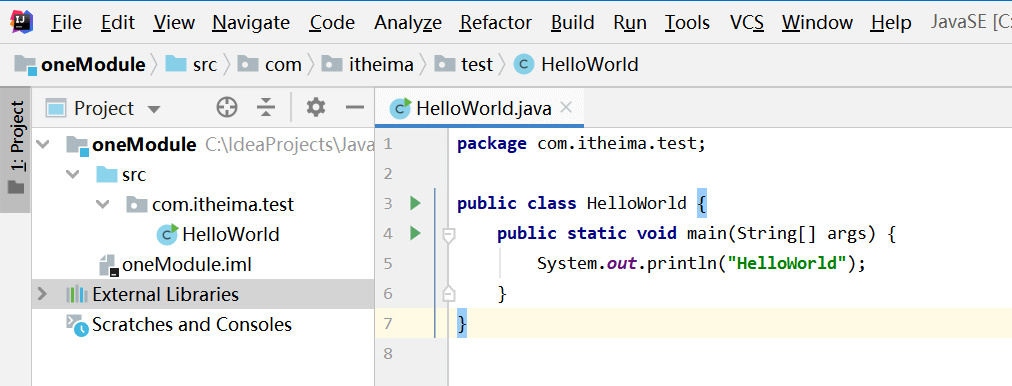 File Edit View Navigate Code Analyze Refactor Build Run Tools VCS Window Help JavaSE [C:
oneModule src com itheima test HelloWorld
1: Project
Project
oneModule C:\IdeaProjects\Java
src
com.itheima.test
HelloWorld
oneModule.iml
External Libraries
Scratches and Consoles
HelloWorld.java
1 package com.itheima.test;
2
3 public class HelloWorld {
4 public static void main(String[] args) {
5 System.out.println("HelloWorld");
6 }
7 }
8